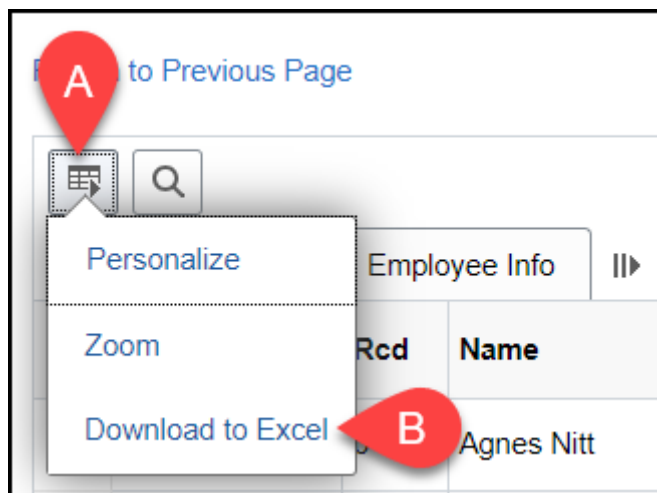 A to Previous Page
Personalize
Employee Info
Zoom
Rcd Name
Download to Excel B
Agnes Nitt